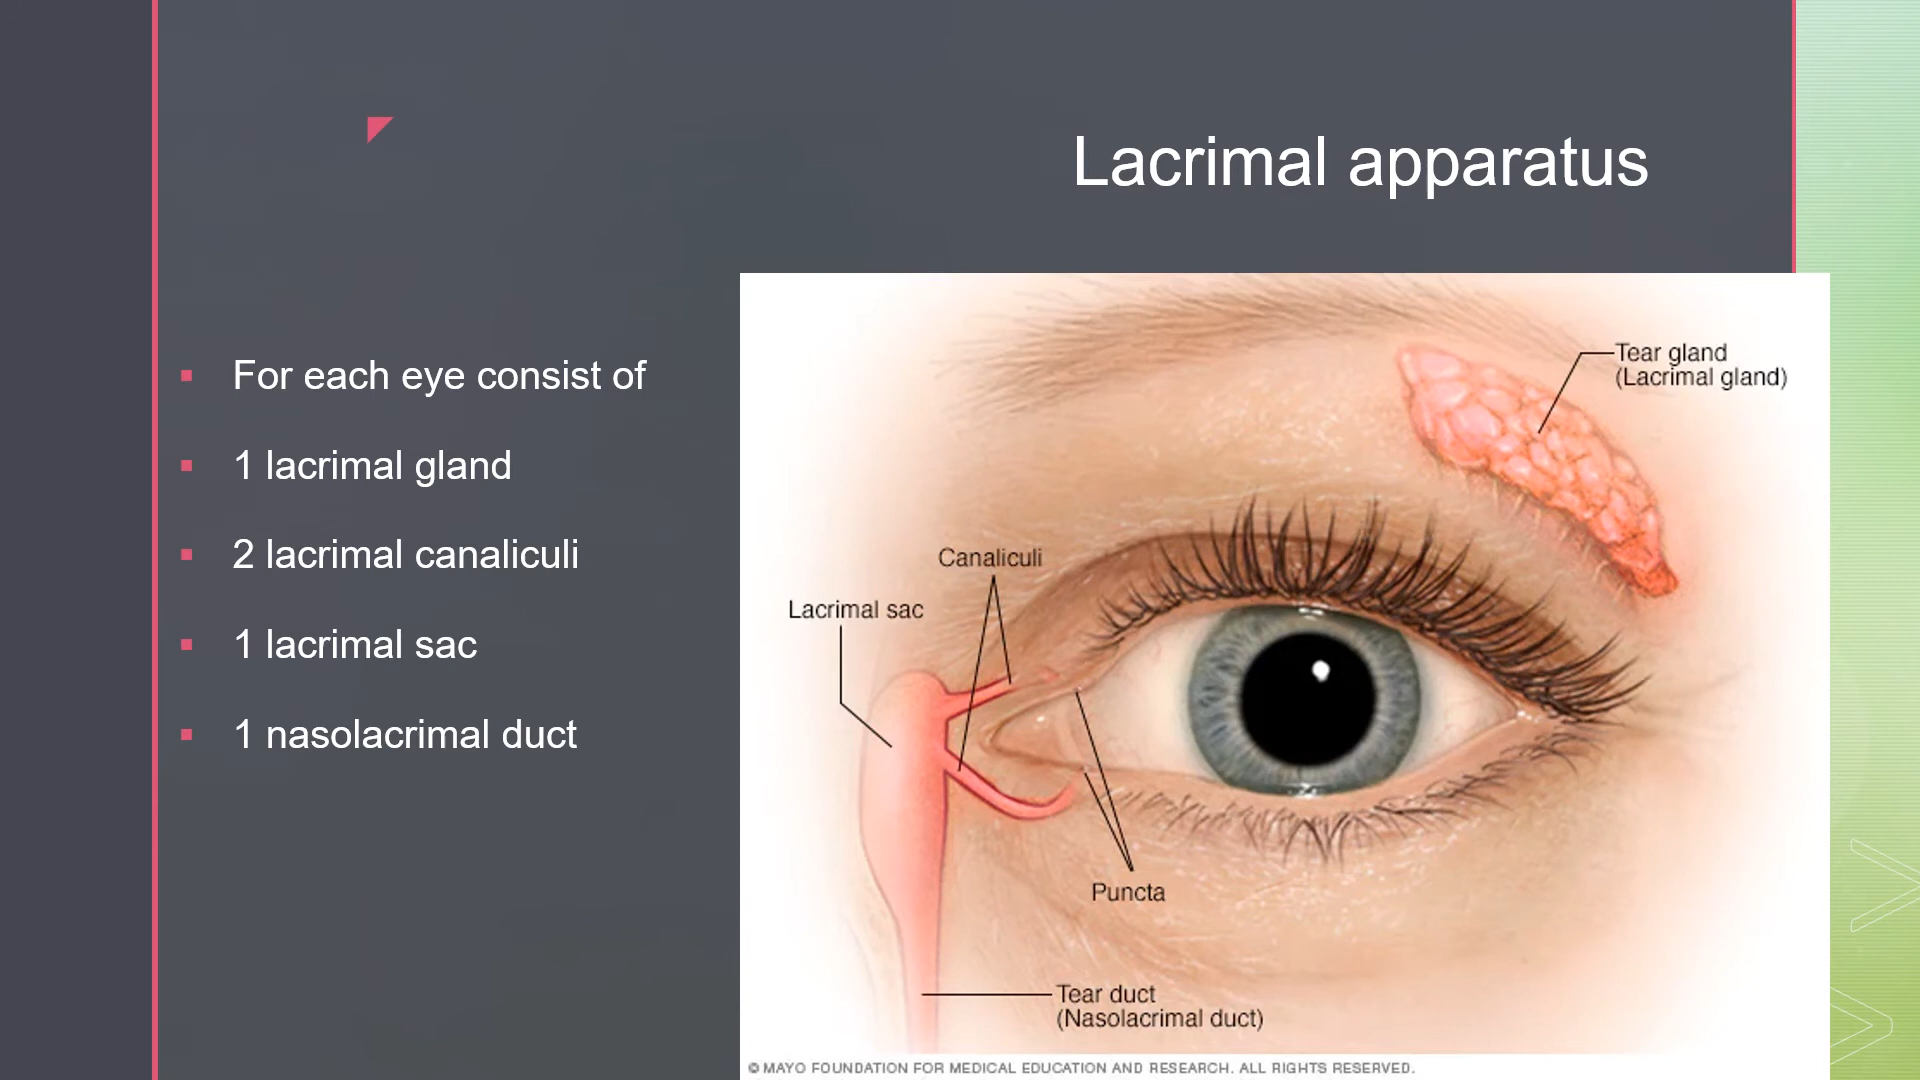 Lacrimal apparatus
For each eye consist of
1 lacrimal gland
2 lacrimal canaliculi
1 lacrimal sac
1 nasolacrimal duct
Tear gland
(Lacrimal gland)
Canaliculi
Lacrimal sac
Puncta
Tear duct
(Nasolacrimal duct)
© MAYO FOUNDATION FOR MEDICAL EDUCATION AND RESEARCH. ALL RIGHTS RESERVED.